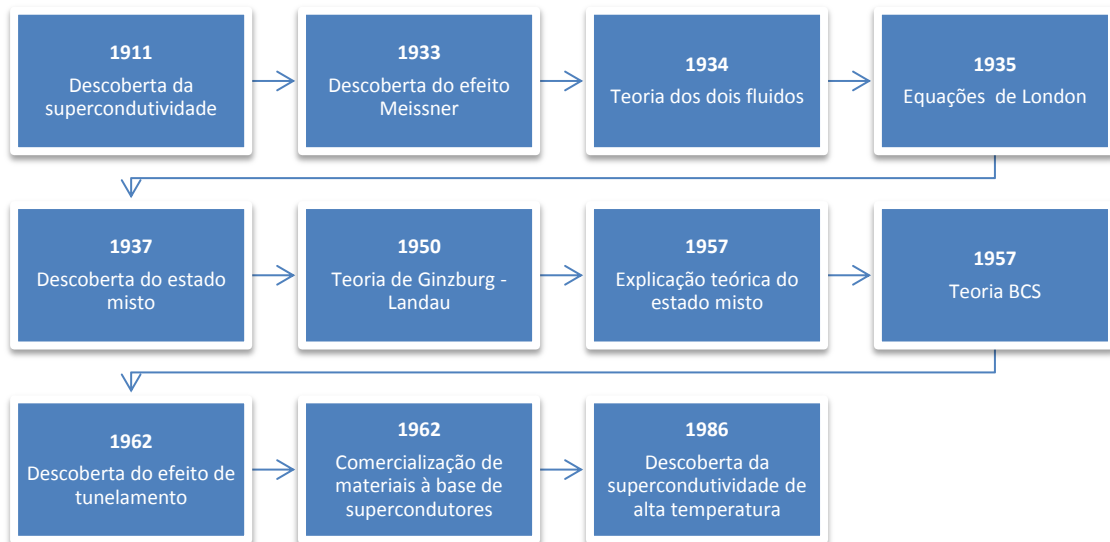 1911
Descoberta da
supercondutividade
1933
Descoberta do efeito
Meissner
1934
Teoria dos dois fluidos
1935
Equações de London
1937
Descoberta do estado
misto
1950
Teoria de Ginzburg -
Landau
1957
Explicação teórica do
estado misto
1957
Teoria BCS
1962
Descoberta do efeito de
tunelamento
1962
Comercialização de
materiais à base de
supercondutores
1986
Descoberta da
supercondutividade de
alta temperatura